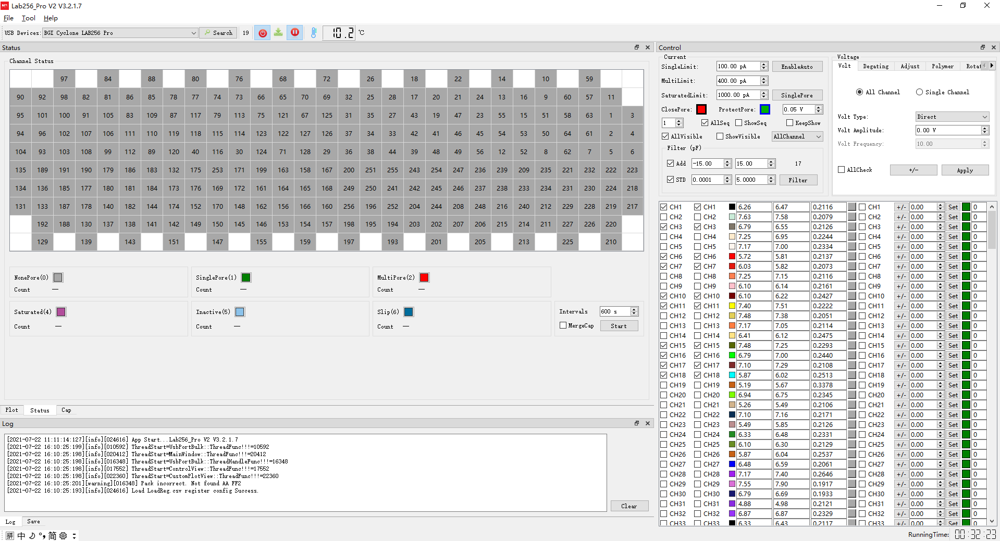 Lab256_Pro V2 V3.2.1.7
File Tool Help
USB Devices: BGI Cyclone LAB256 Pro Search 19 10.2 ℃
Status
Channel Status
97 84 88 80 76 68 72 26 18 22 14 10 59
90 92 98 82 81 86 85 78 77 74 73 66 65 70 69 32 25 28 17 20 21 24 13 16 9 60 57 11
95 101 100 91 105 83 109 87 117 79 113 75 121 67 125 31 35 27 43 19 47 23 55 15 51 58 63 1 3
94 96 102 107 106 111 110 119 118 115 114 123 122 127 126 37 34 33 42 41 46 45 54 53 50 64 61 2 4
104 93 103 108 99 112 89 120 40 116 30 124 71 128 29 36 38 44 39 48 49 56 12 52 8 62 7 5 6
135 189 191 190 179 186 183 132 175 253 171 199 163 158 167 200 251 255 243 254 247 236 239 209 235 221 232 222 223
134 136 185 177 180 181 184 173 176 169 172 161 164 165 168 249 250 241 242 245 246 237 238 233 234 231 230 224 218
131 133 187 178 140 182 144 174 152 170 148 162 156 166 160 256 194 252 244 208 248 216 240 212 229 228 219 217
192 188 130 137 138 141 142 149 150 145 146 153 154 157 198 195 194 203 202 207 206 215 214 211 227 226 220
129 139 143 151 147 155 159 197 193 201 205 213 225 210
NonePore(0)
Count —
SinglePore(1)
Count —
MultiPore(2)
Count —
Saturated(4)
Count —
Inactive(5)
Count —
Slip(6)
Count —
Intervals 600 s
MergeCap Start
Plot Status Cap
Log
[2021-07-22 11:11:14:127][info][024616] App Start...Lab256_Pro V2 V3.2.1.7
[2021-07-22 16:10:25:199][info][010592] ThreadStart=UsbPortBulk::ThreadFunc!!!=10592
[2021-07-22 16:10:25:198][info][020412] ThreadStart=MainWindow::ThreadFunc!!!=20412
[2021-07-22 16:10:25:198][info][016348] ThreadStart=UsbPortBulk::ThreadHandleFunc!!!=16348
[2021-07-22 16:10:25:198][info][017552] ThreadStart=ControlView::ThreadFunc!!!=17552
[2021-07-22 16:10:25:198][info][022360] ThreadStart=CustomPlotView::ThreadFunc!!!=22360
[2021-07-22 16:10:25:201][warning][016348] Pack incorrect. Not found AA FF2
[2021-07-22 16:10:25:193][info][024616] Load LoadReg.csv register config Success.
Clear
Log Save
拼 中 简
Control
Current
SingleLimit: 100.00 pA EnableAuto
MultiLimit: 400.00 pA
SaturatedLimit: 1000.00 pA SinglePore
ClosePore: ProtectPore: 0.05 V
1 AllSeq ShowSeq KeepShow
AllVisible ShowVisible AllChannel
Filter (pF)
Add -15.00 15.00 17
STD 0.0001 5.0000 Filter
Voltage
Volt Degating Adjust Polymer Rotat
All Channel Single Channel
Volt Type: Direct
Volt Amplitude: 0.00 V
Volt Frequency: 10.00
AllCheck +/- Apply
CH1 CH1 6.26 6.47 0.2116 CH1 +/- 0.00 Set 0
CH2 CH2 7.63 7.58 0.2079 CH2 +/- 0.00 Set 0
CH3 CH3 6.79 6.55 0.2126 CH3 +/- 0.00 Set 0
CH4 CH4 7.25 6.95 0.2244 CH4 +/- 0.00 Set 0
CH5 CH5 7.17 7.00 0.2334 CH5 +/- 0.00 Set 0
CH6 CH6 5.72 5.81 0.2137 CH6 +/- 0.00 Set 0
CH7 CH7 6.03 5.82 0.2073 CH7 +/- 0.00 Set 0
CH8 CH8 7.25 7.15 0.2116 CH8 +/- 0.00 Set 0
CH9 CH9 6.10 6.14 0.2161 CH9 +/- 0.00 Set 0
CH10 CH10 6.10 6.22 0.2427 CH10 +/- 0.00 Set 0
CH11 CH11 7.40 7.51 0.2222 CH11 +/- 0.00 Set 0
CH12 CH12 7.48 7.38 0.2051 CH12 +/- 0.00 Set 0
CH13 CH13 7.17 7.05 0.2114 CH13 +/- 0.00 Set 0
CH14 CH14 6.41 6.12 0.2475 CH14 +/- 0.00 Set 0
CH15 CH15 7.48 7.25 0.2293 CH15 +/- 0.00 Set 0
CH16 CH16 6.79 7.00 0.2440 CH16 +/- 0.00 Set 0
CH17 CH17 7.10 7.29 0.2108 CH17 +/- 0.00 Set 0
CH18 CH18 5.87 6.02 0.2513 CH18 +/- 0.00 Set 0
CH19 CH19 5.19 5.67 0.3378 CH19 +/- 0.00 Set 0
CH20 CH20 6.94 6.75 0.2345 CH20 +/- 0.00 Set 0
CH21 CH21 5.26 5.49 0.2106 CH21 +/- 0.00 Set 0
CH22 CH22 7.10 7.16 0.2171 CH22 +/- 0.00 Set 0
CH23 CH23 5.49 5.85 0.2126 CH23 +/- 0.00 Set 0
CH24 CH24 6.33 6.48 0.2331 CH24 +/- 0.00 Set 0
CH25 CH25 6.10 6.30 0.2129 CH25 +/- 0.00 Set 0
CH26 CH26 5.87 6.04 0.2537 CH26 +/- 0.00 Set 0
CH27 CH27 6.48 6.59 0.2061 CH27 +/- 0.00 Set 0
CH28 CH28 7.17 7.40 0.2646 CH28 +/- 0.00 Set 0
CH29 CH29 7.55 7.90 0.1917 CH29 +/- 0.00 Set 0
CH30 CH30 6.79 6.69 0.1933 CH30 +/- 0.00 Set 0
CH31 CH31 4.88 4.98 0.2121 CH31 +/- 0.00 Set 0
CH32 CH32 6.87 6.87 0.2329 CH32 +/- 0.00 Set 0
CH33 CH33 6.33 6.43 0.2117 CH33 +/- 0.00 Set 0
RunningTime: 00:32:23